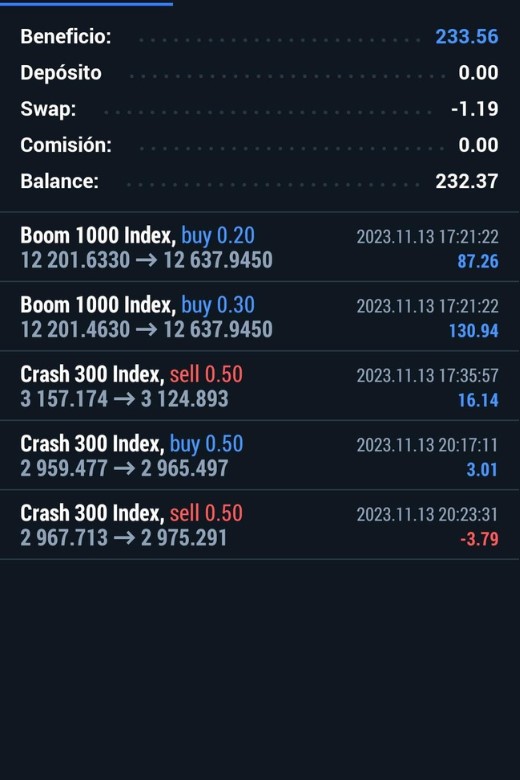 Beneficio: 233.56
Depósito 0.00
Swap: -1.19
Comisión: 0.00
Balance: 232.37
Boom 1000 Index, buy 0.20 2023.11.13 17:21:22
12 201.6330 → 12 637.9450 87.26
Boom 1000 Index, buy 0.30 2023.11.13 17:21:22
12 201.4630 → 12 637.9450 130.94
Crash 300 Index, sell 0.50 2023.11.13 17:35:57
3 157.174 → 3 124.893 16.14
Crash 300 Index, buy 0.50 2023.11.13 20:17:11
2 959.477 → 2 965.497 3.01
Crash 300 Index, sell 0.50 2023.11.13 20:23:31
2 967.713 → 2 975.291 -3.79